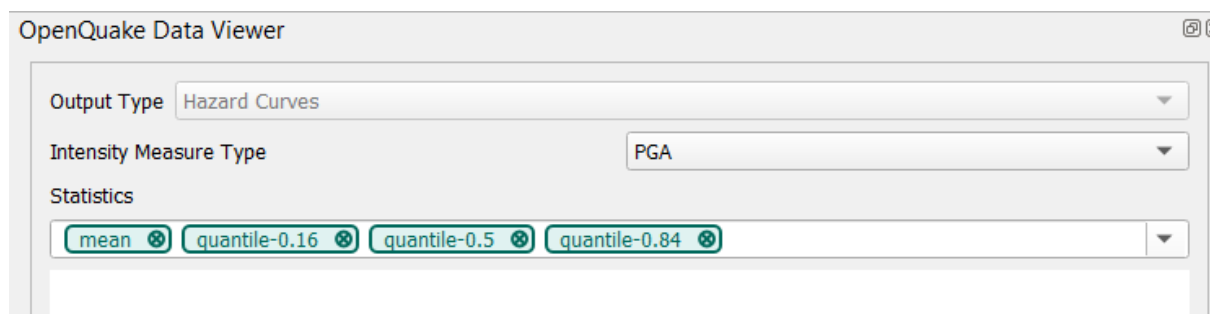 OpenQuake Data Viewer
Output Type Hazard Curves
Intensity Measure Type PGA
Statistics
mean quantile-0.16 quantile-0.5 quantile-0.84